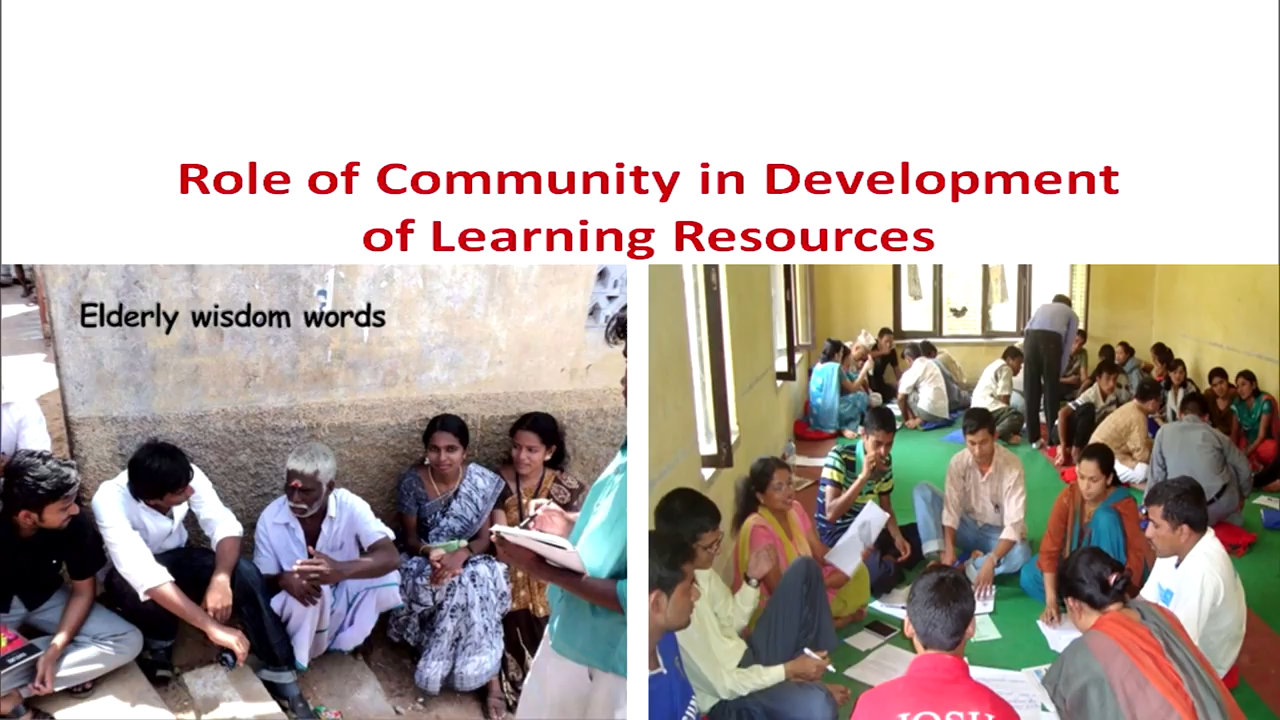 Role of Community in Development
of Learning Resources
Elderly wisdom words